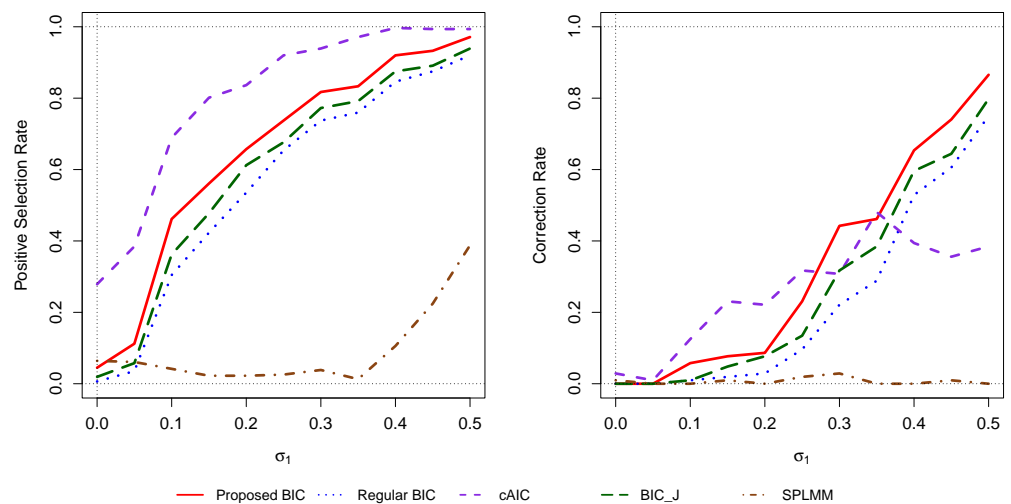 Positive Selection Rate
1.0
0.8
0.6
0.4
0.2
0.0
0.0 0.1 0.2 0.3 0.4 0.5
σ1
Correction Rate
1.0
0.8
0.6
0.4
0.2
0.0
0.0 0.1 0.2 0.3 0.4 0.5
σ1
Proposed BIC Regular BIC cAIC BIC_J SPLMM